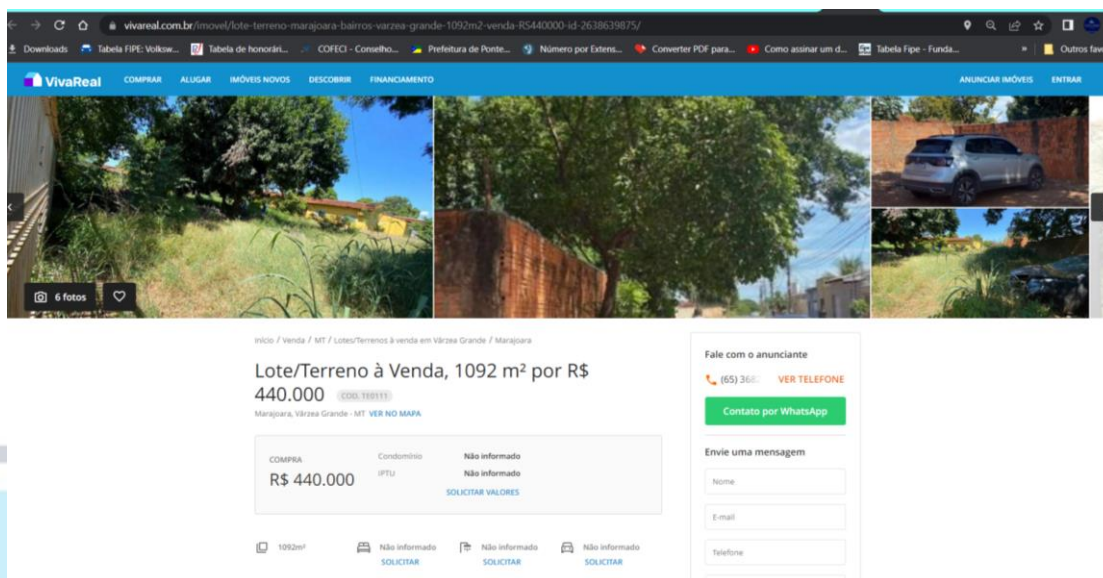 vivareal.com.br/imovel/lote-terreno-marajoara-bairros-varzea-grande-1092m2-venda-RS440000-id-2638639875/
Downloads Tabela FIPE: Volksw... Tabela de honorári... COFECI - Conselho... Prefeitura de Ponte... Número por Extens... Converter PDF para... Como assinar um d... Tabela Fipe - Funda... » Outros favo
VivaReal COMPRAR ALUGAR IMÓVEIS NOVOS DESCOBRIR FINANCIAMENTO ANUNCIAR IMÓVEIS ENTRAR
6 fotos
Início / Venda / MT / Lotes/Terrenos à venda em Várzea Grande / Marajoara
Lote/Terreno à Venda, 1092 m² por R$
440.000 COD. TE0111
Marajoara, Várzea Grande - MT VER NO MAPA
COMPRA
R$ 440.000
Condomínio Não informado
IPTU Não informado
SOLICITAR VALORES
1092m² Não informado Não informado Não informado
SOLICITAR SOLICITAR SOLICITAR
Fale com o anunciante
(65) 368 VER TELEFONE
Contato por WhatsApp
Envie uma mensagem
Nome
E-mail
Telefone